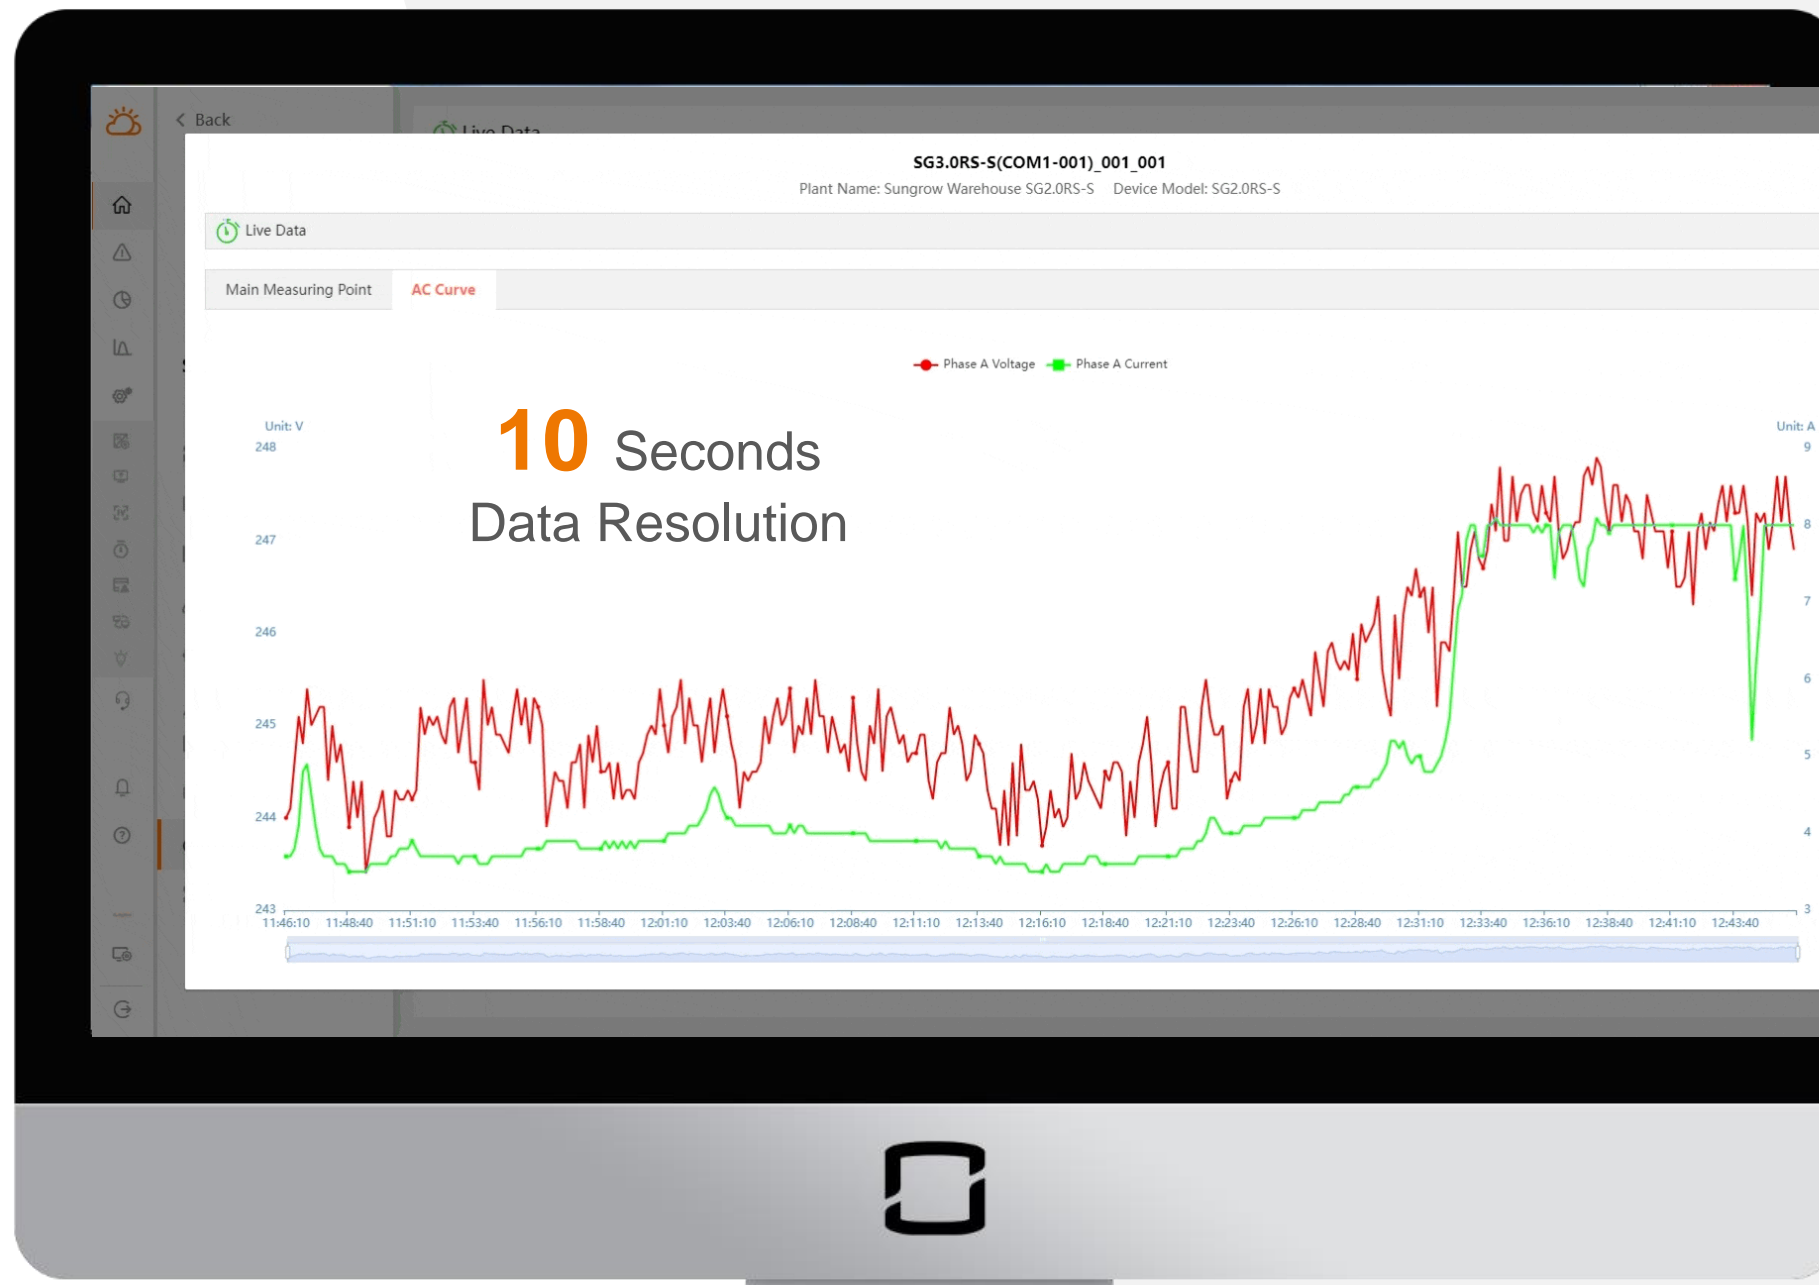 Back
Live Data
SG3.0RS-S(COM1-001)_001_001
Plant Name: Sungrow Warehouse SG2.0RS-S Device Model: SG2.0RS-S
Live Data
Main Measuring Point AC Curve
Phase A Voltage Phase A Current
10 Seconds
Data Resolution
Unit: V
248
247
246
245
244
243
Unit: A
9
8
7
6
5
4
3
11:46:10 11:48:40 11:51:10 11:53:40 11:56:10 11:58:40 12:01:10 12:03:40 12:06:10 12:08:40 12:11:10 12:13:40 12:16:10 12:18:40 12:21:10 12:23:40 12:26:10 12:28:40 12:31:10 12:33:40 12:36:10 12:38:40 12:41:10 12:43:40